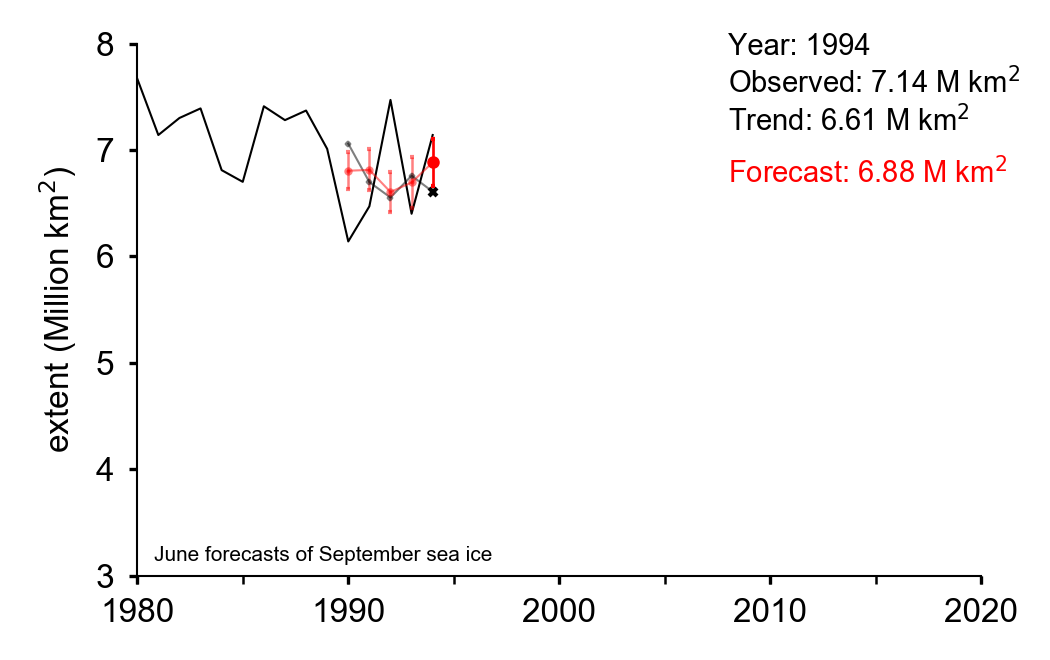 Year: 1994
Observed: 7.14 M km²
Trend: 6.61 M km²
Forecast: 6.88 M km²
8
7
6
5
4
3
extent (Million km²)
June forecasts of September sea ice
1980 1990 2000 2010 2020